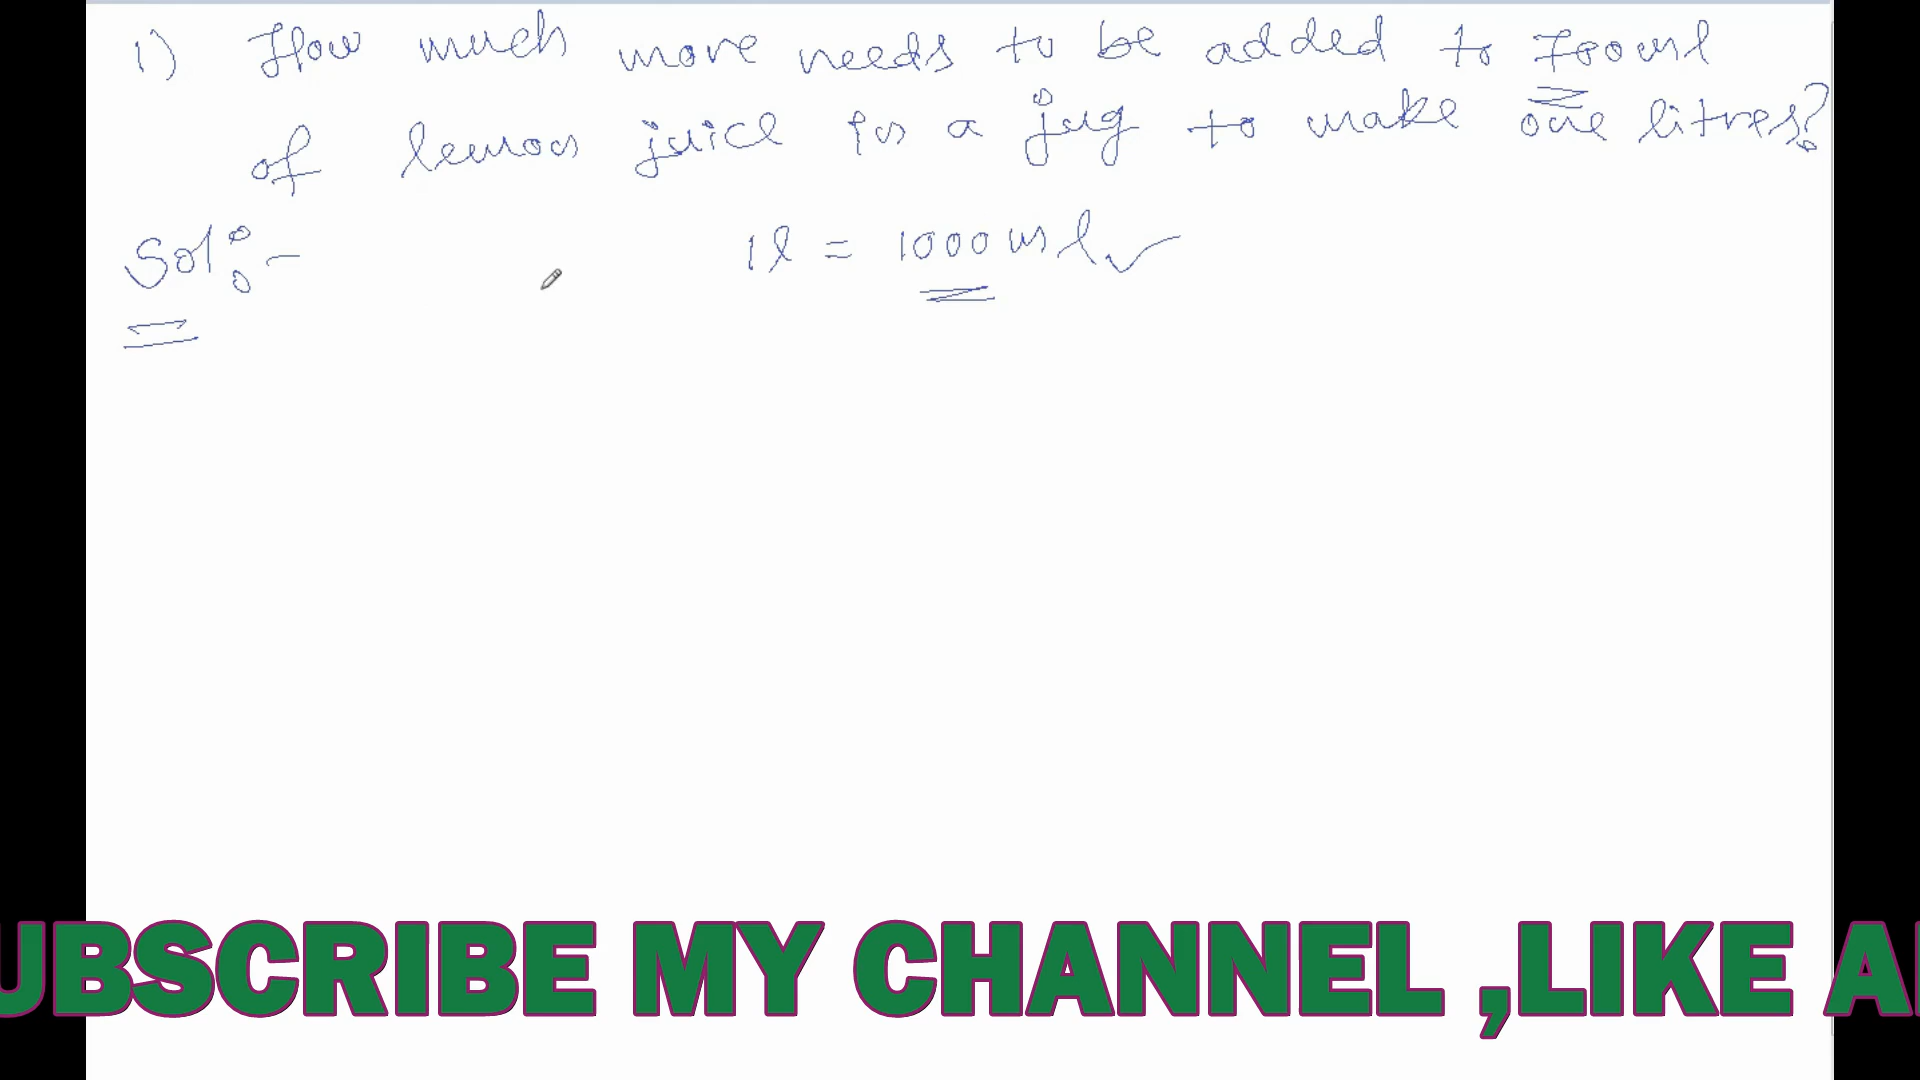 1) How much more needs to be added to 700ml
of lemon juice in a jug to make one litres?
Sol:- 1l = 1000ml
UBSCRIBE MY CHANNEL ,LIKE A